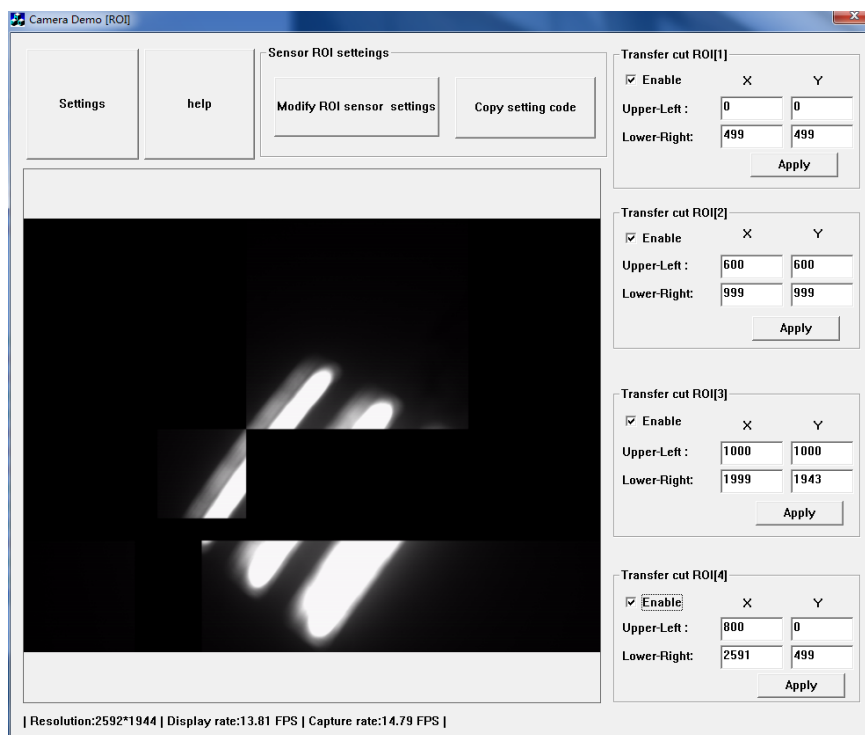 Camera Demo [ROI]
Settings
help
Sensor ROI setteings
Modify ROI sensor settings
Copy setting code
Transfer cut ROI[1]
Enable X Y
Upper-Left : 0 0
Lower-Right: 499 499
Apply
Transfer cut ROI[2]
Enable X Y
Upper-Left : 600 600
Lower-Right: 999 999
Apply
Transfer cut ROI[3]
Enable X Y
Upper-Left : 1000 1000
Lower-Right: 1999 1943
Apply
Transfer cut ROI[4]
Enable X Y
Upper-Left : 800 0
Lower-Right: 2591 499
Apply
| Resolution:2592*1944 | Display rate:13.81 FPS | Capture rate:14.79 FPS |